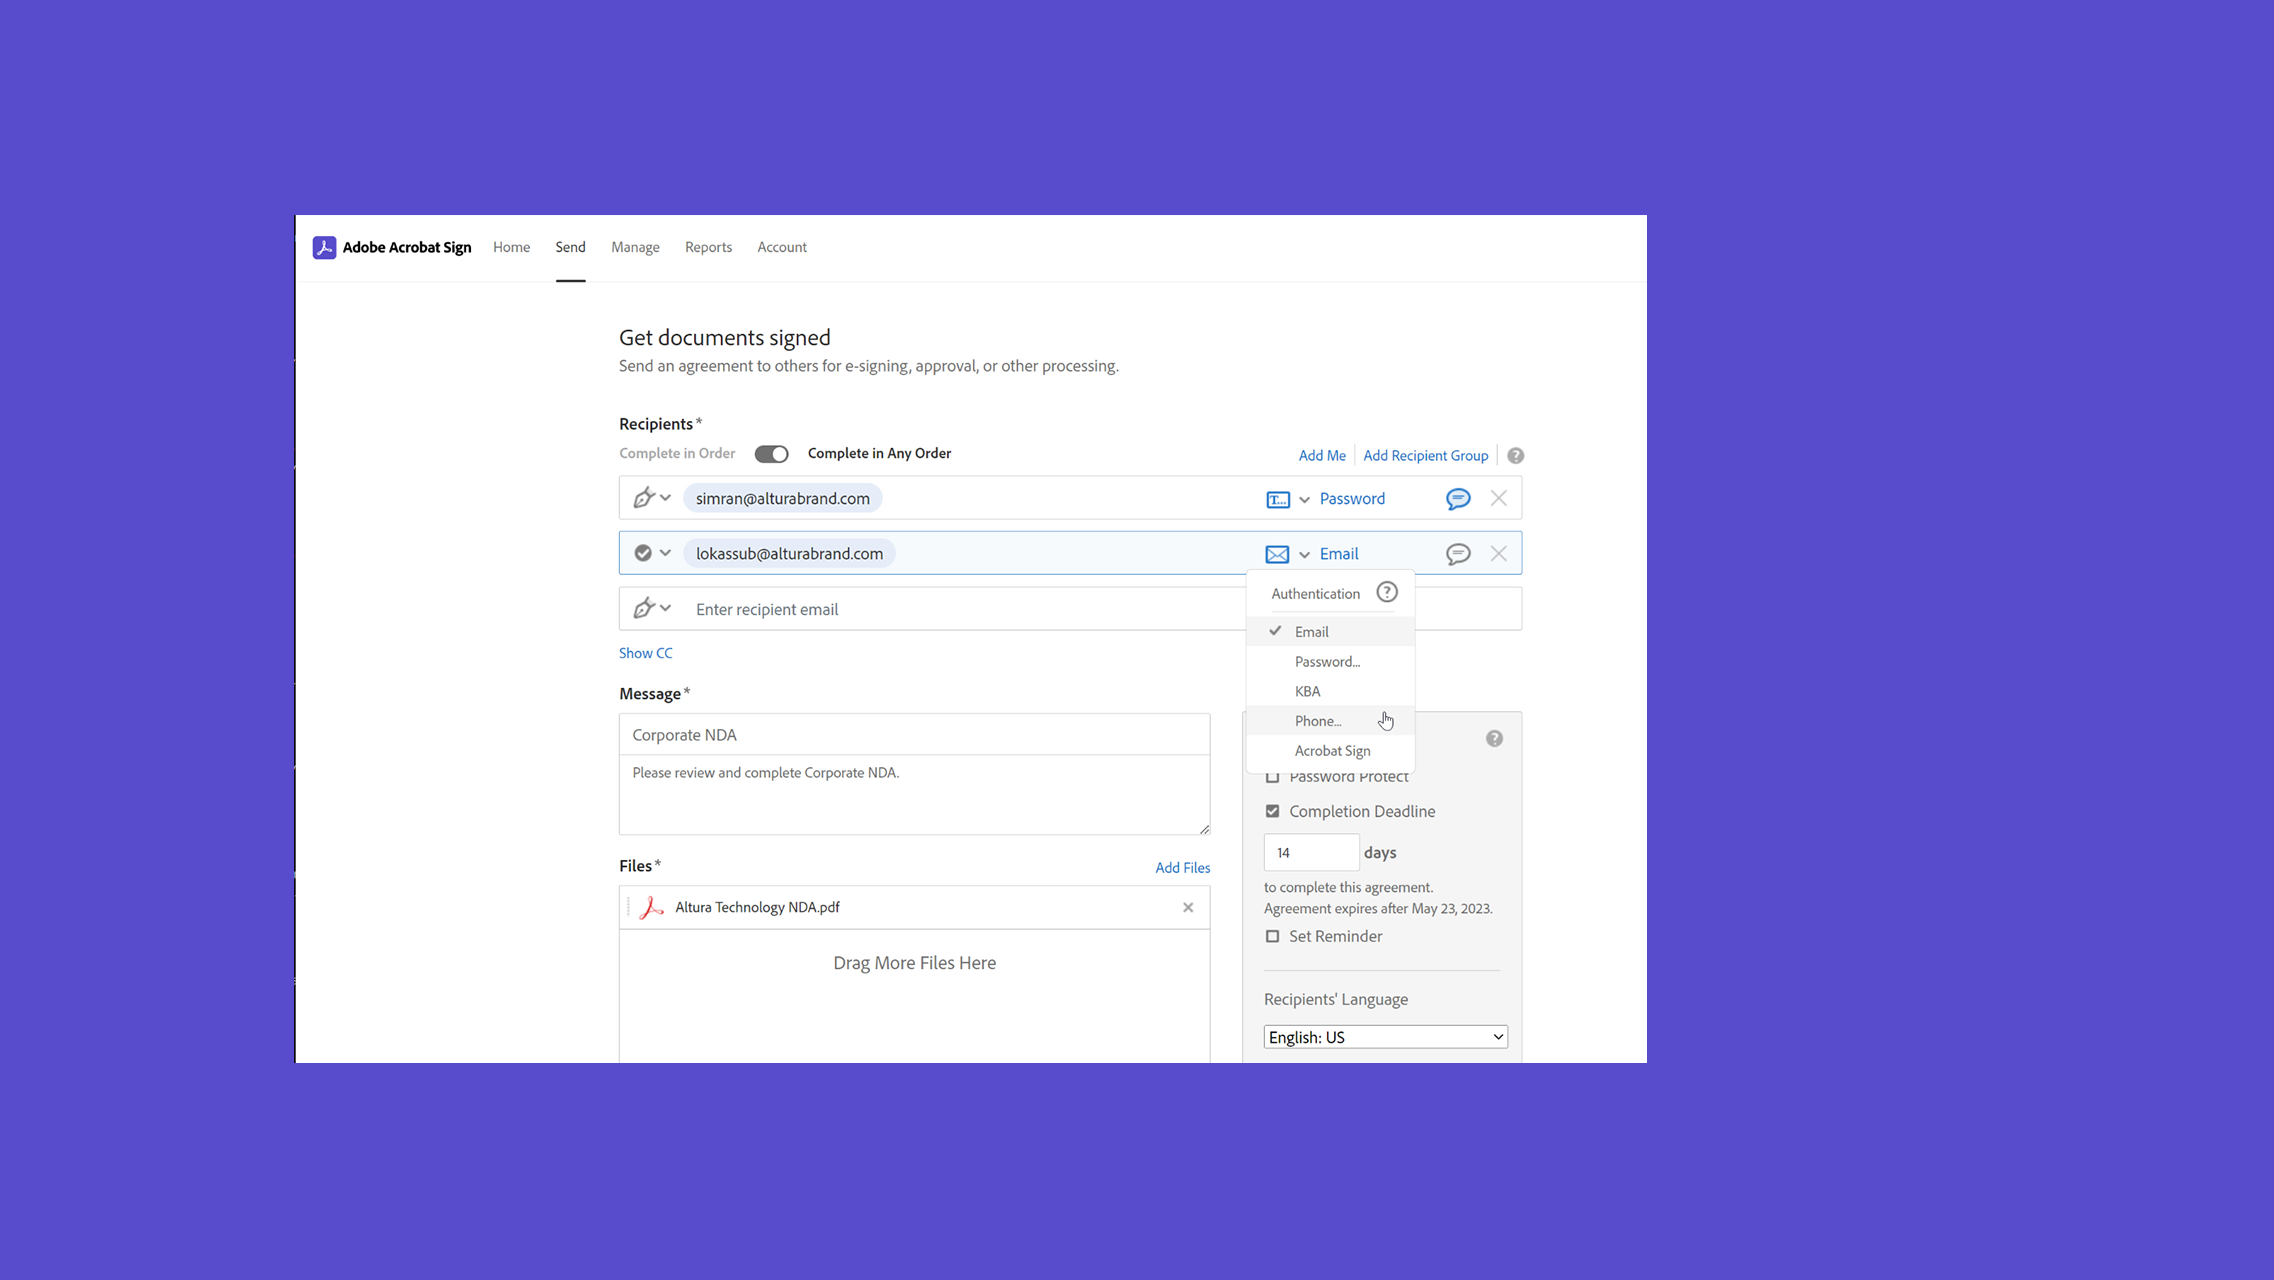 Adobe Acrobat Sign Home Send Manage Reports Account
Get documents signed
Send an agreement to others for e-signing, approval, or other processing.
Recipients*
Complete in Order Complete in Any Order Add Me Add Recipient Group ?
simran@alturabrand.com T... Password
lokassub@alturabrand.com Email
Authentication ?
Enter recipient email
Email
Password...
KBA
Phone...
Acrobat Sign
Show CC
Message*
Corporate NDA
Please review and complete Corporate NDA.
?
Password Protect
Completion Deadline
14 days
to complete this agreement.
Agreement expires after May 23, 2023.
Set Reminder
Recipients' Language
English: US
Files* Add Files
Altura Technology NDA.pdf
Drag More Files Here